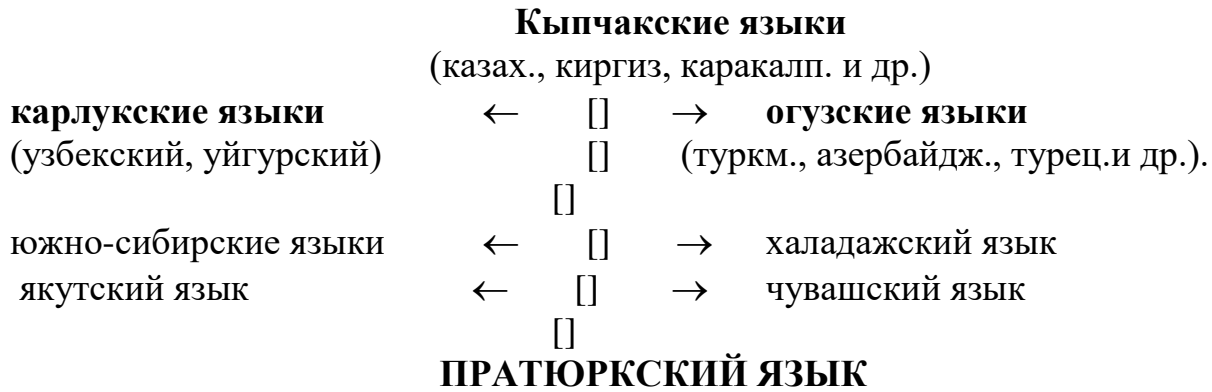 Кыпчакские языки
(казах., киргиз, каракалп. и др.)
карлукские языки ← [] → огузские языки
(узбекский, уйгурский) [] (туркм., азербайдж., турец.и др.).
[]
южно-сибирские языки ← [] → халадажский язык
якутский язык ← [] → чувашский язык
[]
ПРАТЮРКСКИЙ ЯЗЫК